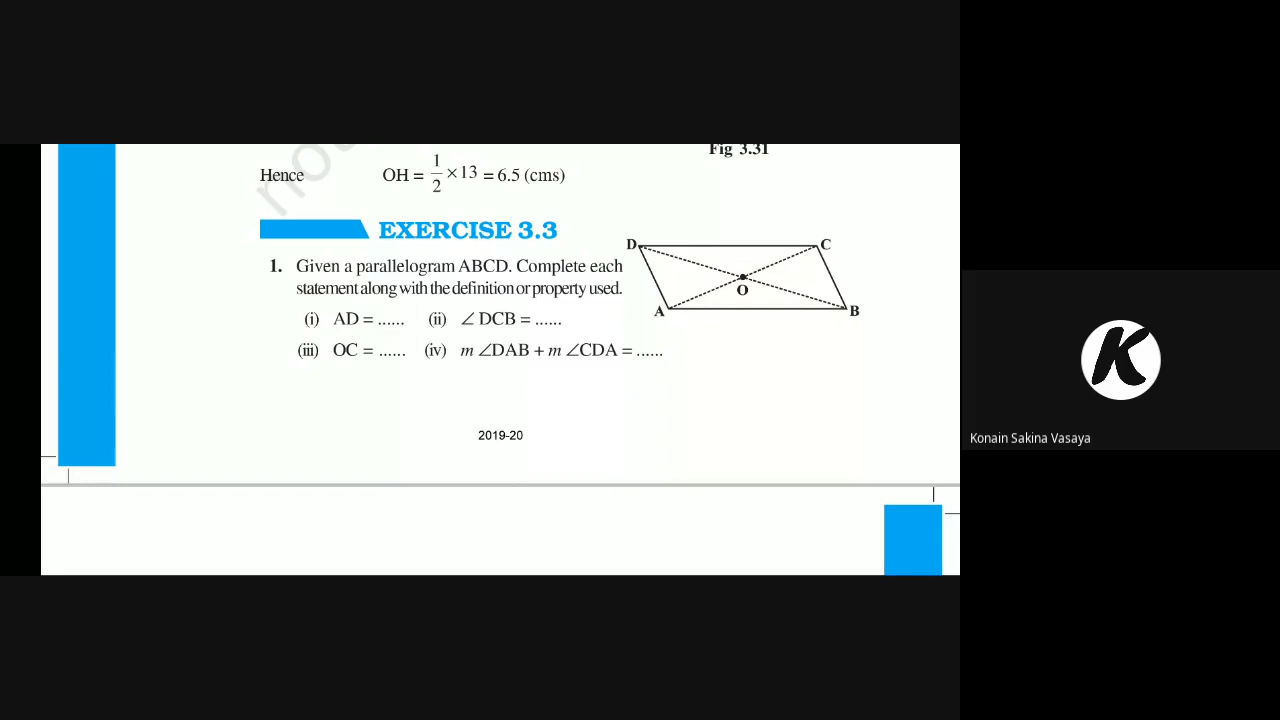 not
Fig 3.31
Hence OH = 1/2 × 13 = 6.5 (cms)
EXERCISE 3.3
1. Given a parallelogram ABCD. Complete each
statement along with the definition or property used.
(i) AD = ...... (ii) ∠ DCB = ......
(iii) OC = ...... (iv) m ∠DAB + m ∠CDA = ......
D C
O
A B
2019-20
K
Konain Sakina Vasaya